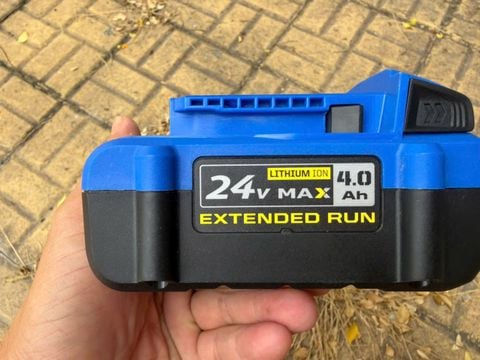 LITHIUM ION
24V MAX
4.0
Ah
EXTENDED RUN